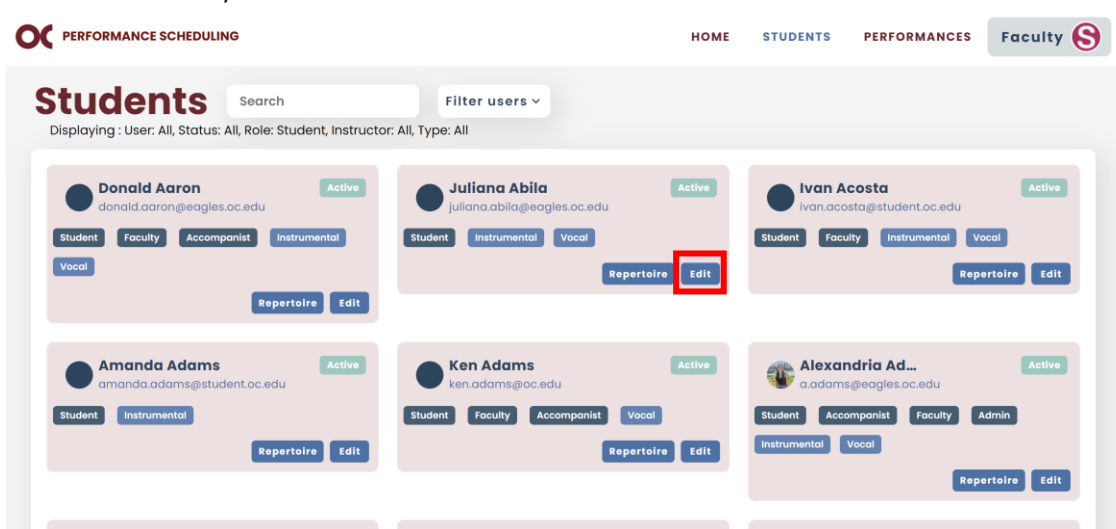 OC PERFORMANCE SCHEDULING HOME STUDENTS PERFORMANCES Faculty S
Students Search Filter users
Displaying : User: All, Status: All, Role: Student, Instructor: All, Type: All
Donald Aaron Active
donald.aaron@eagles.oc.edu
Student Faculty Accompanist Instrumental
Vocal
Repertoire Edit
Juliana Abila Active
juliana.abila@eagles.oc.edu
Student Instrumental Vocal
Repertoire Edit
Ivan Acosta Active
ivan.acosta@student.oc.edu
Student Faculty Instrumental Vocal
Repertoire Edit
Amanda Adams Active
amanda.adams@student.oc.edu
Student Instrumental
Repertoire Edit
Ken Adams Active
ken.adams@oc.edu
Student Faculty Accompanist Vocal
Repertoire Edit
Alexandria Ad... Active
a.adams@eagles.oc.edu
Student Accompanist Faculty Admin
Instrumental Vocal
Repertoire Edit